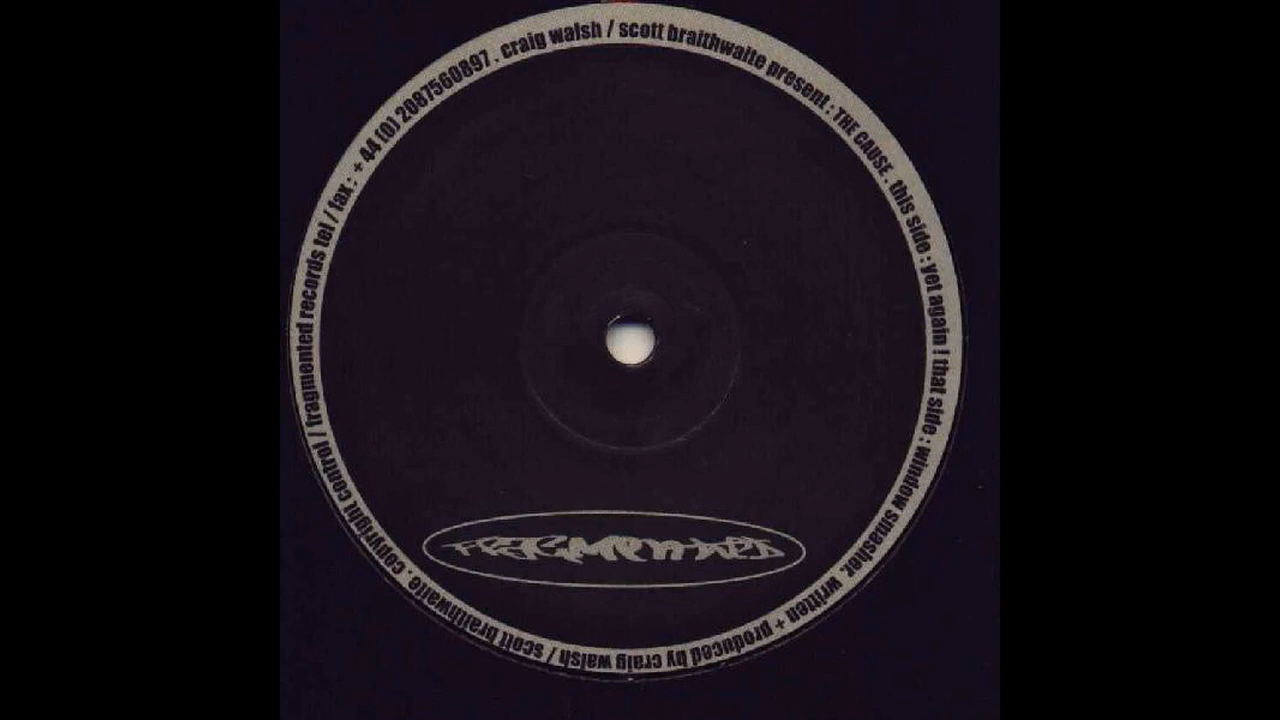 craig walsh / scott braithwaite present : THE CAUSE . this side : yet again ! that side : window smasher. written + produced by craig walsh / scott braithwaite . copyright control / fragmented records tel / fax : + 44 (0) 2087560897 .
FRAGMENTED